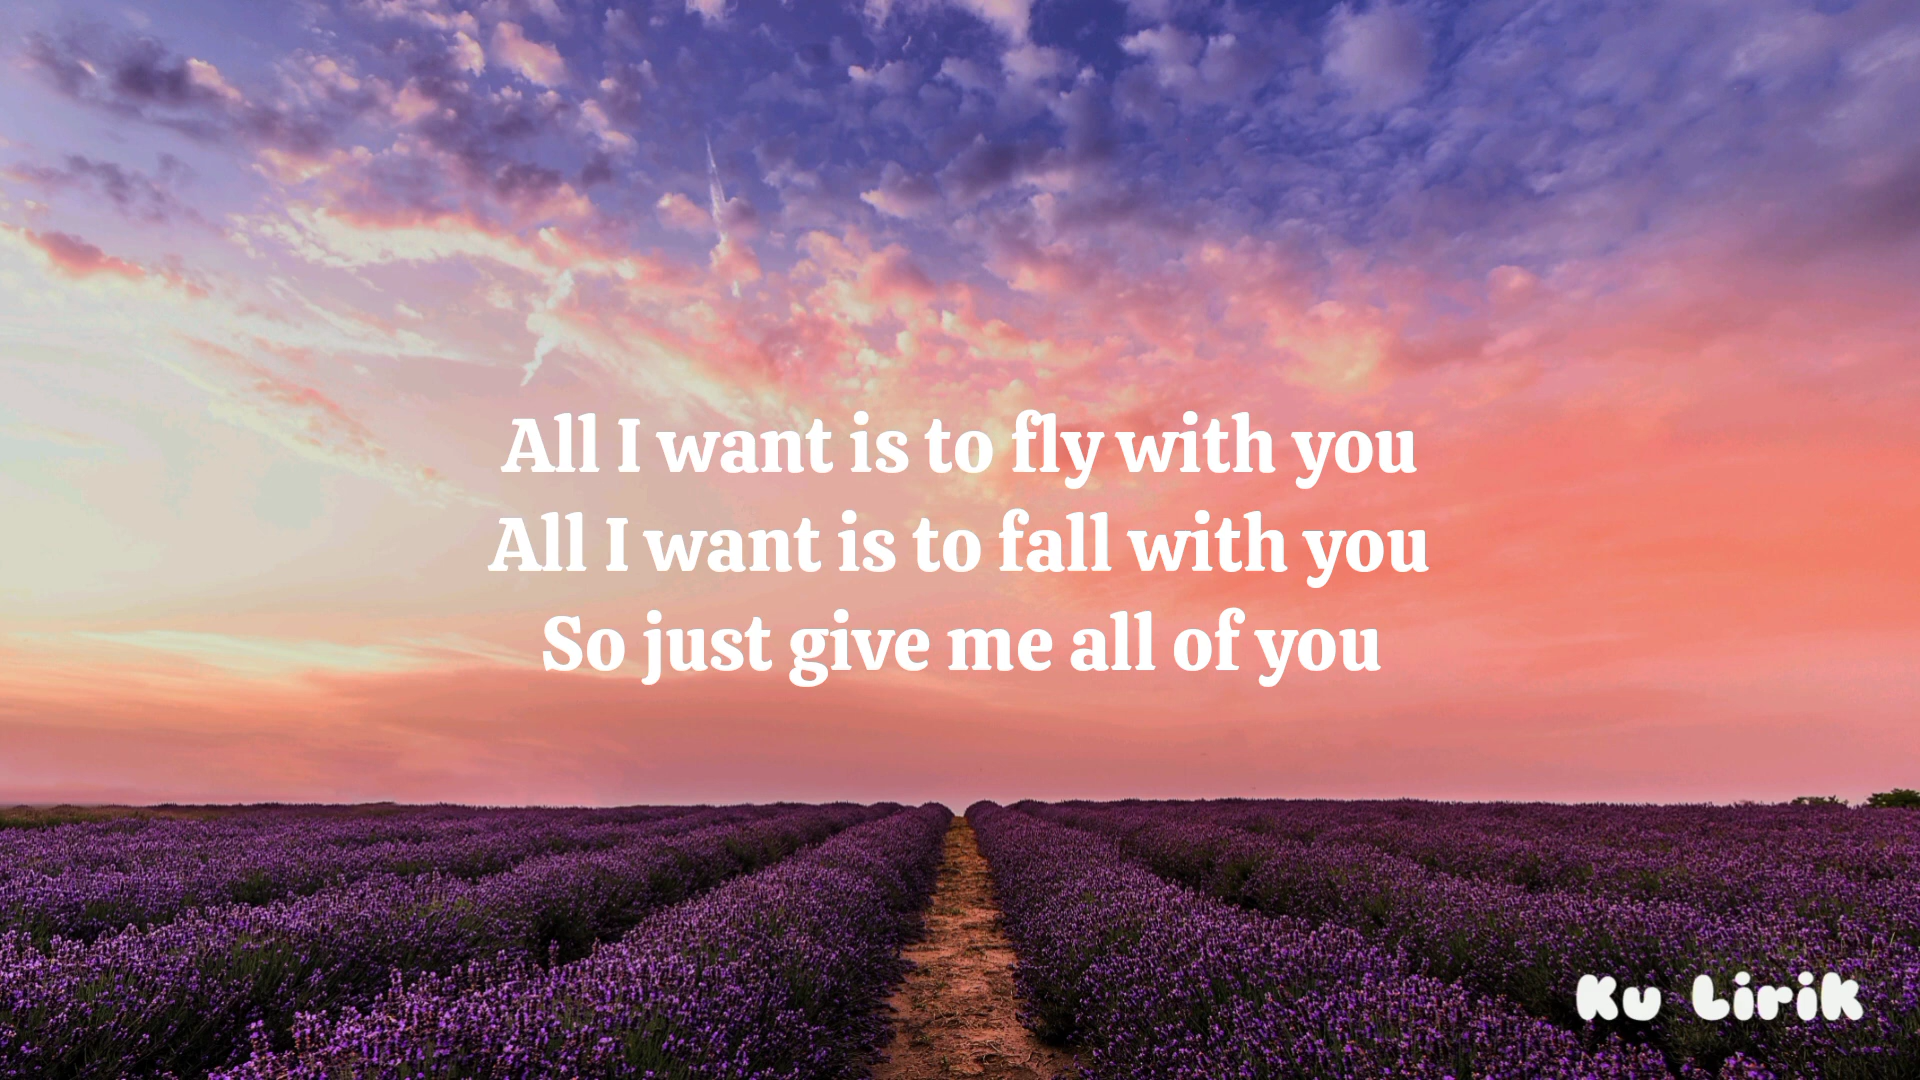 All I want is to fly with you
All I want is to fall with you
So just give me all of you
Ku Lirik